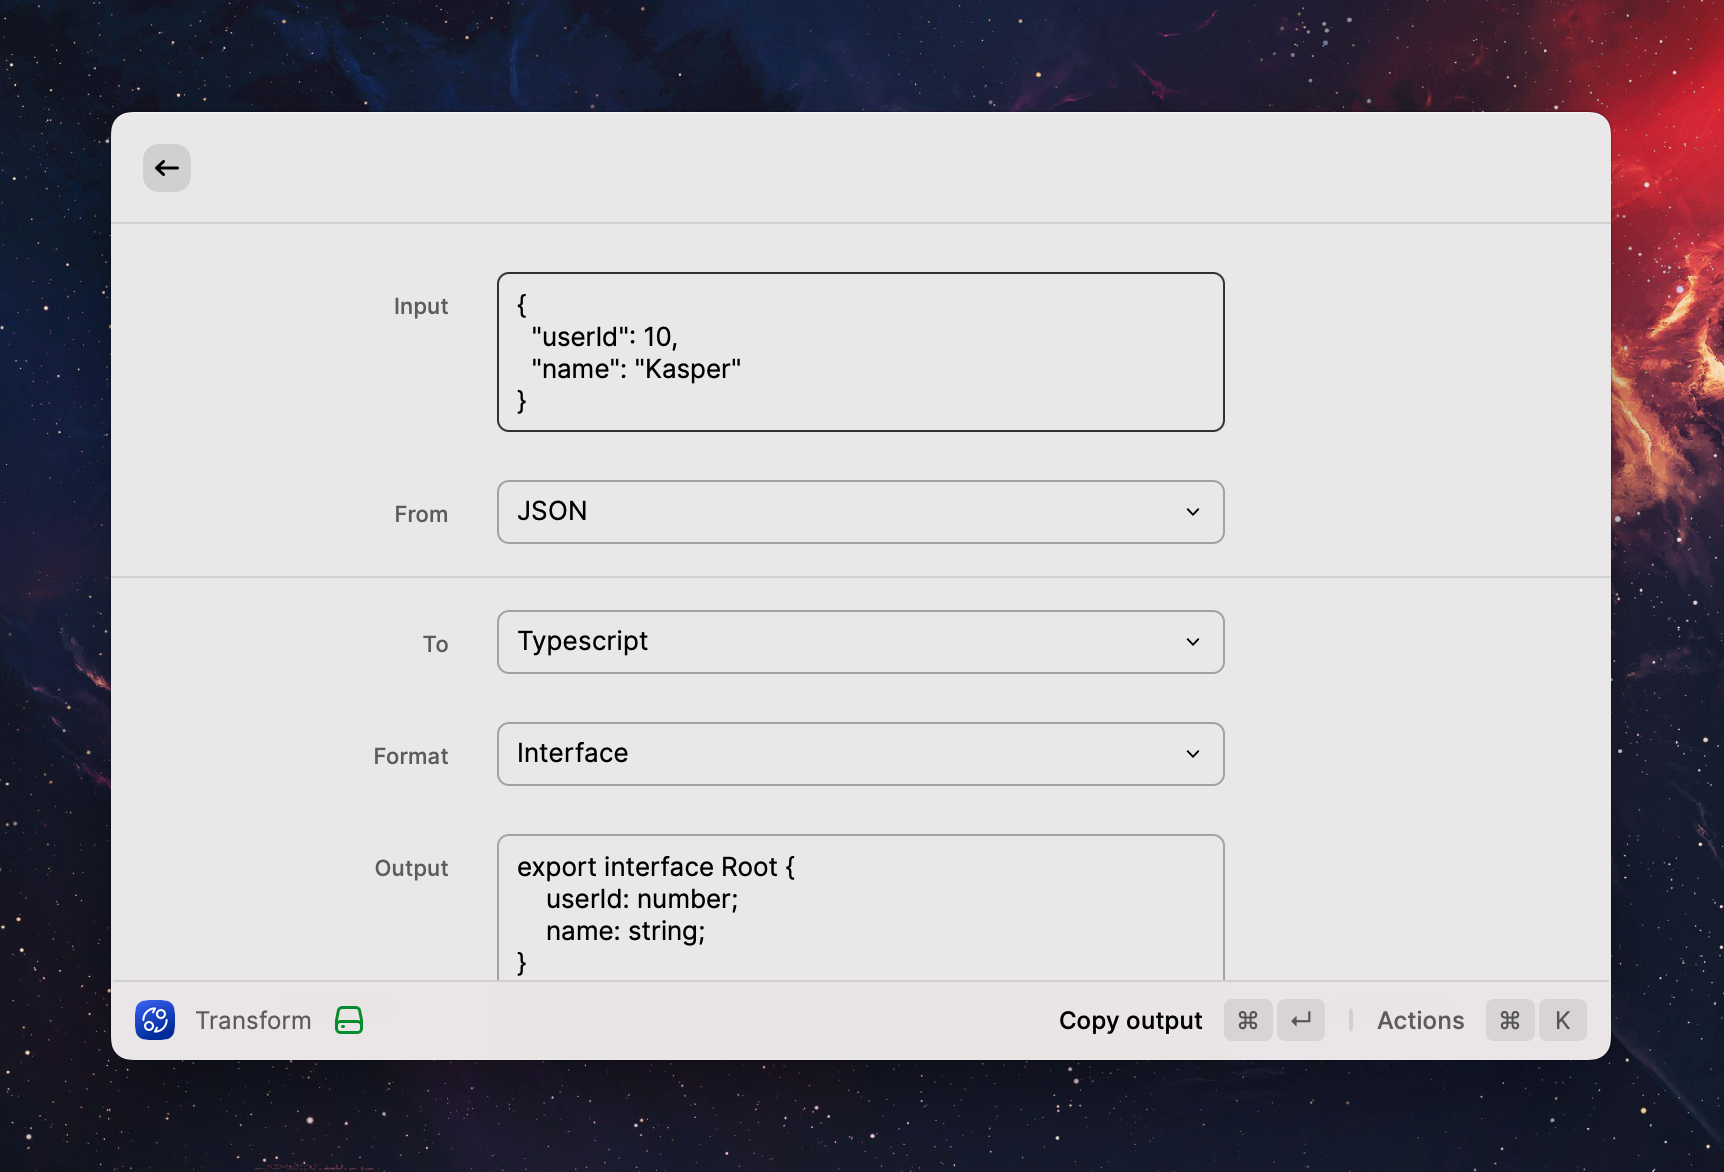 Input
{
  "userId": 10,
  "name": "Kasper"
}
From
JSON
To
Typescript
Format
Interface
Output
export interface Root {
    userId: number;
    name: string;
}
Transform
Copy output ⌘ ↵ | Actions ⌘ K